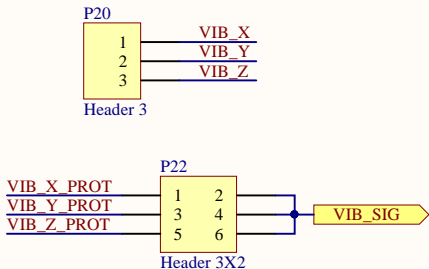 P20
1 VIB_X
2 VIB_Y
3 VIB_Z
Header 3
P22
VIB_X_PROT 1 2
VIB_Y_PROT 3 4 VIB_SIG
VIB_Z_PROT 5 6
Header 3X2